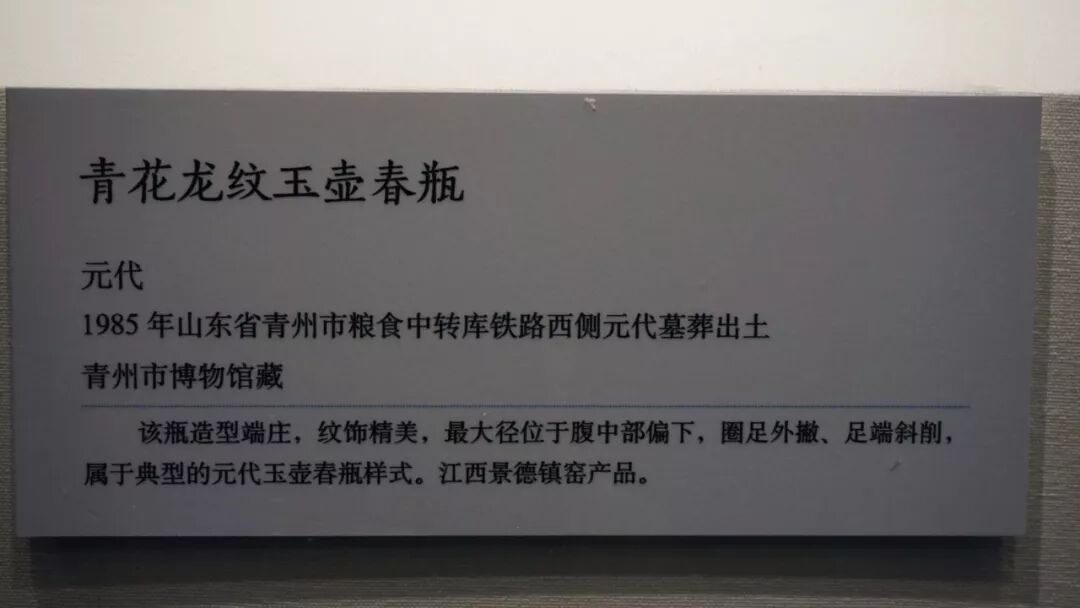 青花龙纹玉壶春瓶
元代
1985 年山东省青州市粮食中转库铁路西侧元代墓葬出土
青州市博物馆藏
该瓶造型端庄，纹饰精美，最大径位于腹中部偏下，圈足外撇、足端斜削，
属于典型的元代玉壶春瓶样式。江西景德镇窑产品。